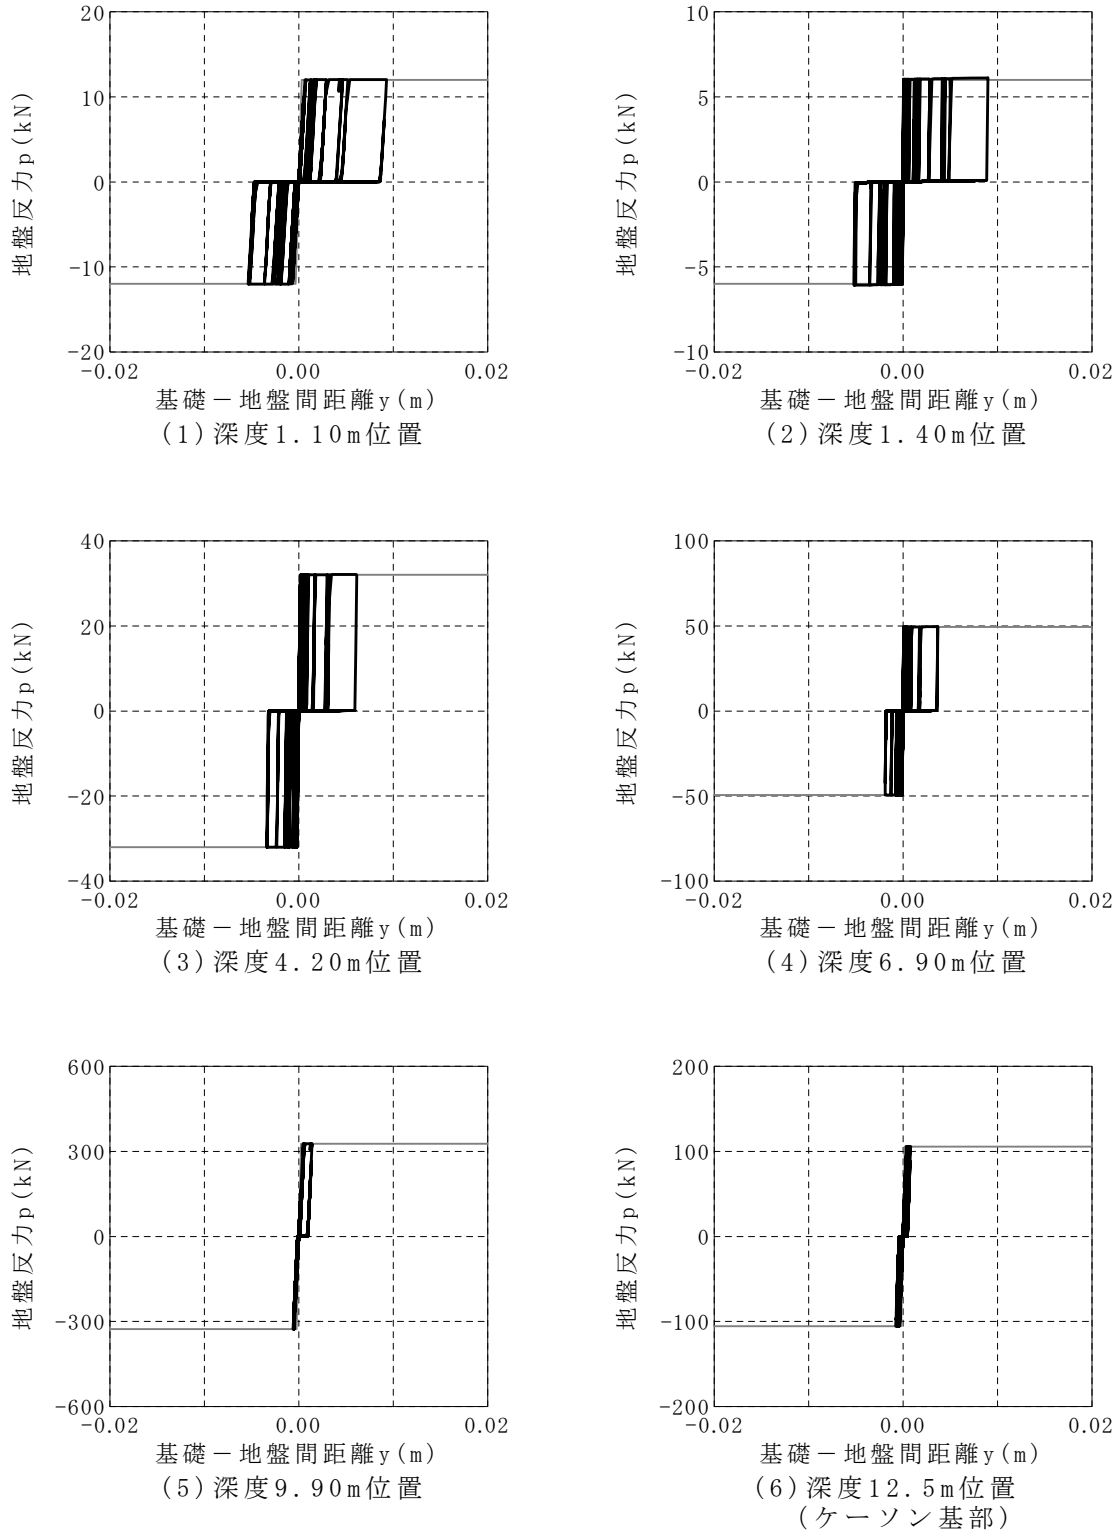 20
10
0
-10
-20
地盤反力p(kN)
-0.02
0.00
0.02
基礎－地盤間距離y(m)
(1)深度1.10m位置
10
5
0
-5
-10
地盤反力p(kN)
-0.02
0.00
0.02
基礎－地盤間距離y(m)
(2)深度1.40m位置
40
20
0
-20
-40
地盤反力p(kN)
-0.02
0.00
0.02
基礎－地盤間距離y(m)
(3)深度4.20m位置
100
50
0
-50
-100
地盤反力p(kN)
-0.02
0.00
0.02
基礎－地盤間距離y(m)
(4)深度6.90m位置
600
300
0
-300
-600
地盤反力p(kN)
-0.02
0.00
0.02
基礎－地盤間距離y(m)
(5)深度9.90m位置
200
100
0
-100
-200
地盤反力p(kN)
-0.02
0.00
0.02
基礎－地盤間距離y(m)
(6)深度12.5m位置
(ケーソン基部)